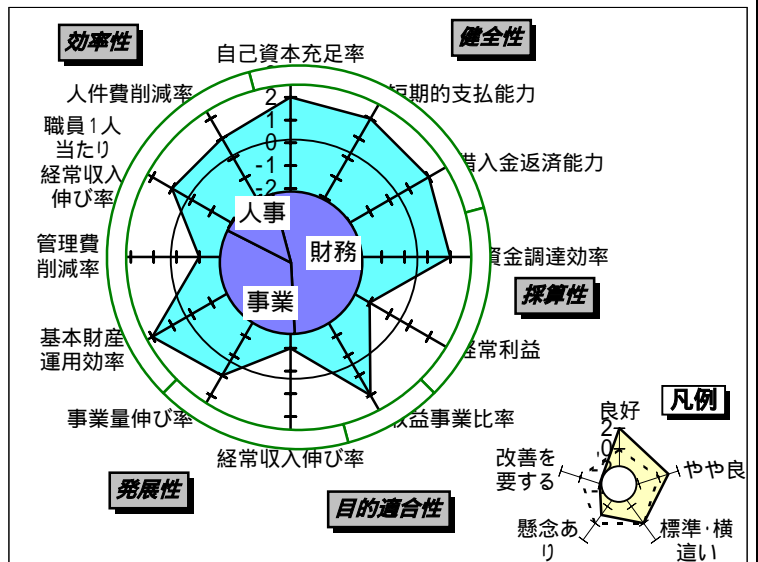 効率性
健全性
自己資本充足率
人件費削減率
短期的支払能力
職員1人
当たり
経常収入
伸び率
借入金返済能力
2
1
0
-1
-2
人事
財務
事業
管理費
削減率
資金調達効率
採算性
基本財産
運用効率
経常利益
事業量伸び率
収益事業比率
経常収入伸び率
発展性
目的適合性
凡例
良好
2
0
改善を
要する
やや良
懸念あ
り
標準・横
這い